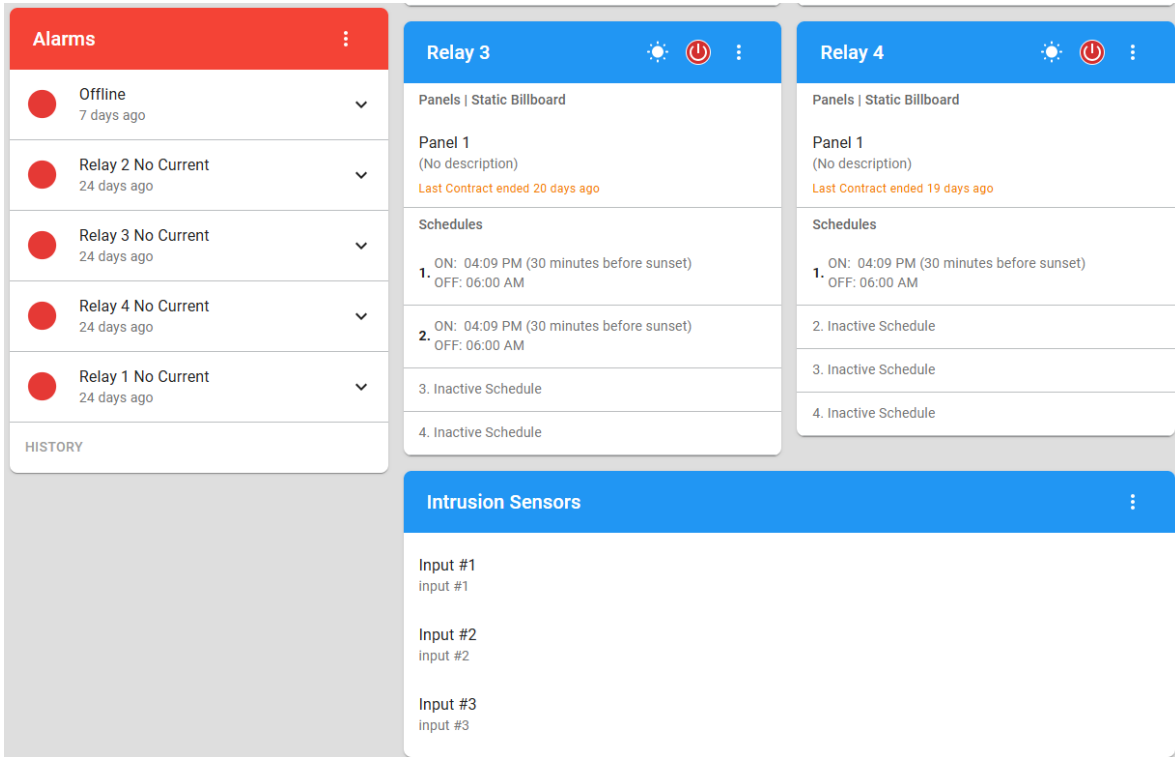 Alarms
Offline
7 days ago
Relay 2 No Current
24 days ago
Relay 3 No Current
24 days ago
Relay 4 No Current
24 days ago
Relay 1 No Current
24 days ago
HISTORY
Relay 3
Panels | Static Billboard
Panel 1
(No description)
Last Contract ended 20 days ago
Schedules
1. ON: 04:09 PM (30 minutes before sunset)
OFF: 06:00 AM
2. ON: 04:09 PM (30 minutes before sunset)
OFF: 06:00 AM
3. Inactive Schedule
4. Inactive Schedule
Relay 4
Panels | Static Billboard
Panel 1
(No description)
Last Contract ended 19 days ago
Schedules
1. ON: 04:09 PM (30 minutes before sunset)
OFF: 06:00 AM
2. Inactive Schedule
3. Inactive Schedule
4. Inactive Schedule
Intrusion Sensors
Input #1
input #1
Input #2
input #2
Input #3
input #3